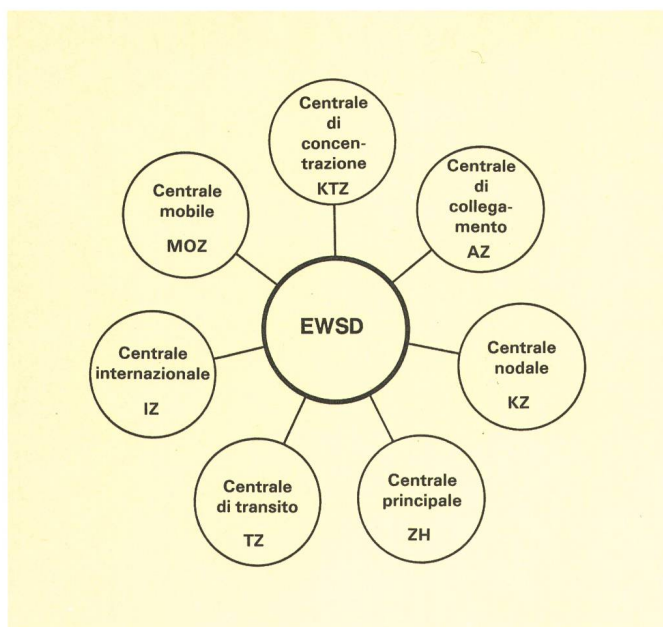 Centrale
di
concen-
trazione
KTZ
Centrale
di
collega-
mento
AZ
Centrale
mobile
MOZ
EWSD
Centrale
internazionale
IZ
Centrale
nodale
KZ
Centrale
di transito
TZ
Centrale
principale
ZH